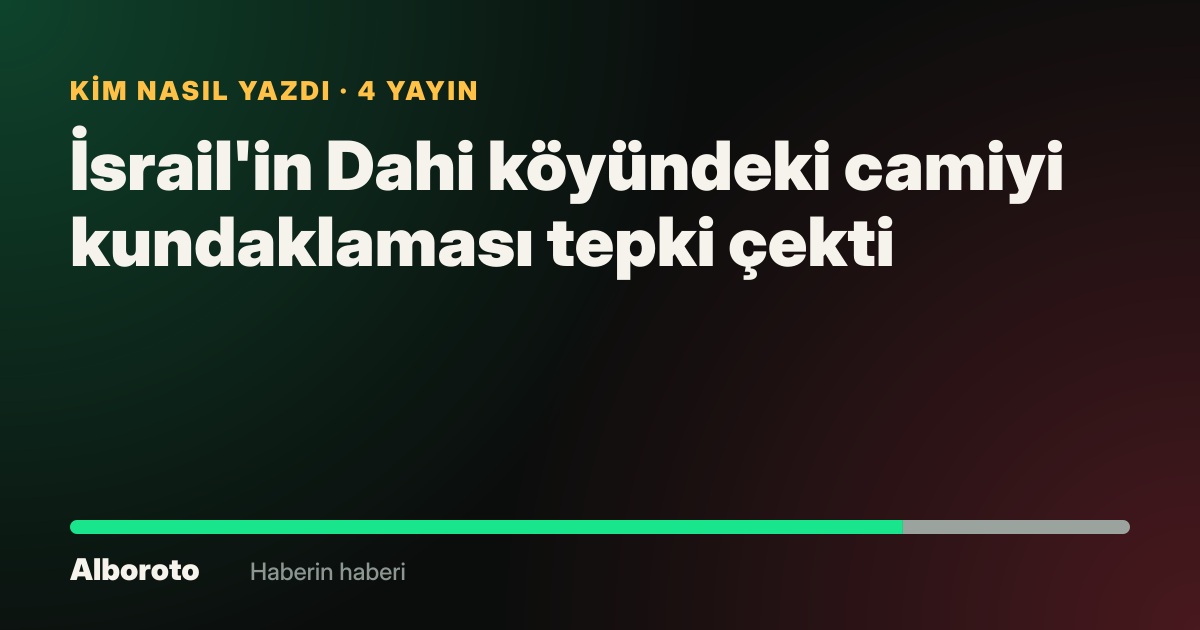 KİM NASIL YAZDI · 4 YAYIN
İsrail'in Dahi köyündeki camiyi
kundaklaması tepki çekti
Alboroto
Haberin haberi